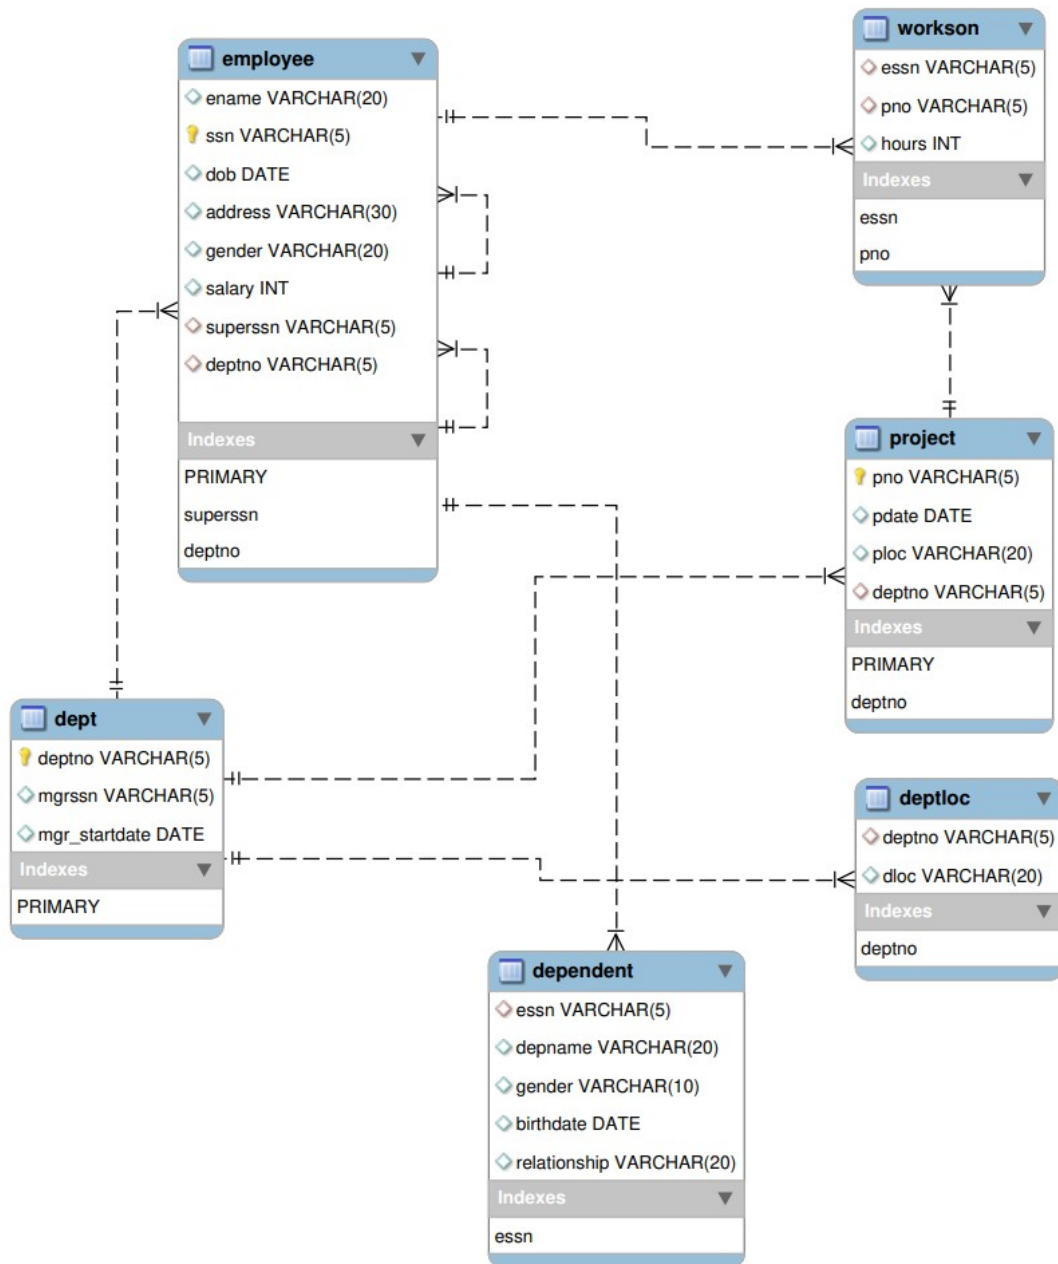 employee
ename VARCHAR(20)
ssn VARCHAR(5)
dob DATE
address VARCHAR(30)
gender VARCHAR(20)
salary INT
superssn VARCHAR(5)
deptno VARCHAR(5)
Indexes
PRIMARY
superssn
deptno
workson
essn VARCHAR(5)
pno VARCHAR(5)
hours INT
Indexes
essn
pno
project
pno VARCHAR(5)
pdate DATE
ploc VARCHAR(20)
deptno VARCHAR(5)
Indexes
PRIMARY
deptno
dept
deptno VARCHAR(5)
mgrssn VARCHAR(5)
mgr_startdate DATE
Indexes
PRIMARY
deptloc
deptno VARCHAR(5)
dloc VARCHAR(20)
Indexes
deptno
dependent
essn VARCHAR(5)
depname VARCHAR(20)
gender VARCHAR(10)
birthdate DATE
relationship VARCHAR(20)
Indexes
essn